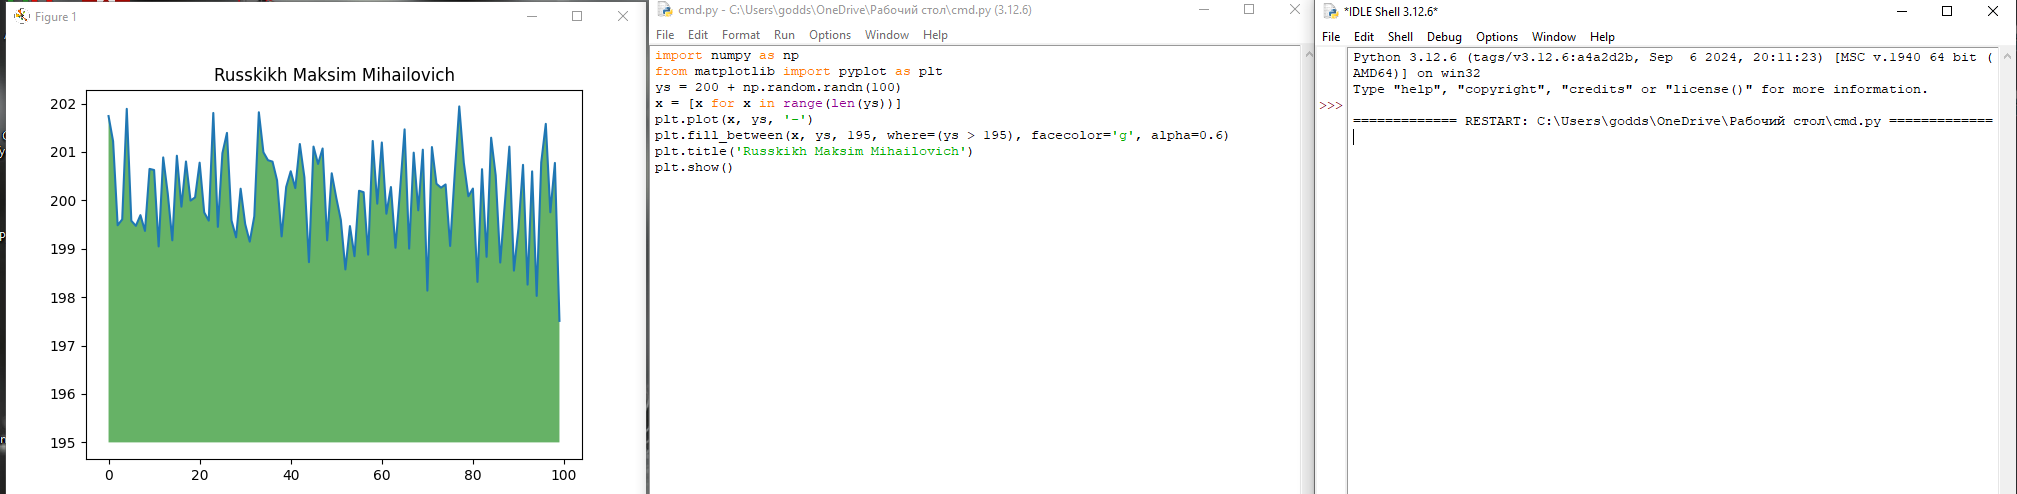 Figure 1
Russkikh Maksim Mihailovich
202
201
200
199
198
197
196
195
0 20 40 60 80 100
cmd.py - C:\Users\godds\OneDrive\Рабочий стол\cmd.py (3.12.6)
File Edit Format Run Options Window Help
import numpy as np
from matplotlib import pyplot as plt
ys = 200 + np.random.randn(100)
x = [x for x in range(len(ys))]
plt.plot(x, ys, '-')
plt.fill_between(x, ys, 195, where=(ys > 195), facecolor='g', alpha=0.6)
plt.title('Russkikh Maksim Mihailovich')
plt.show()
*IDLE Shell 3.12.6*
File Edit Shell Debug Options Window Help
Python 3.12.6 (tags/v3.12.6:a4a2d2b, Sep  6 2024, 20:11:23) [MSC v.1940 64 bit (
AMD64)] on win32
Type "help", "copyright", "credits" or "license()" for more information.
>>>
============= RESTART: C:\Users\godds\OneDrive\Рабочий стол\cmd.py =============